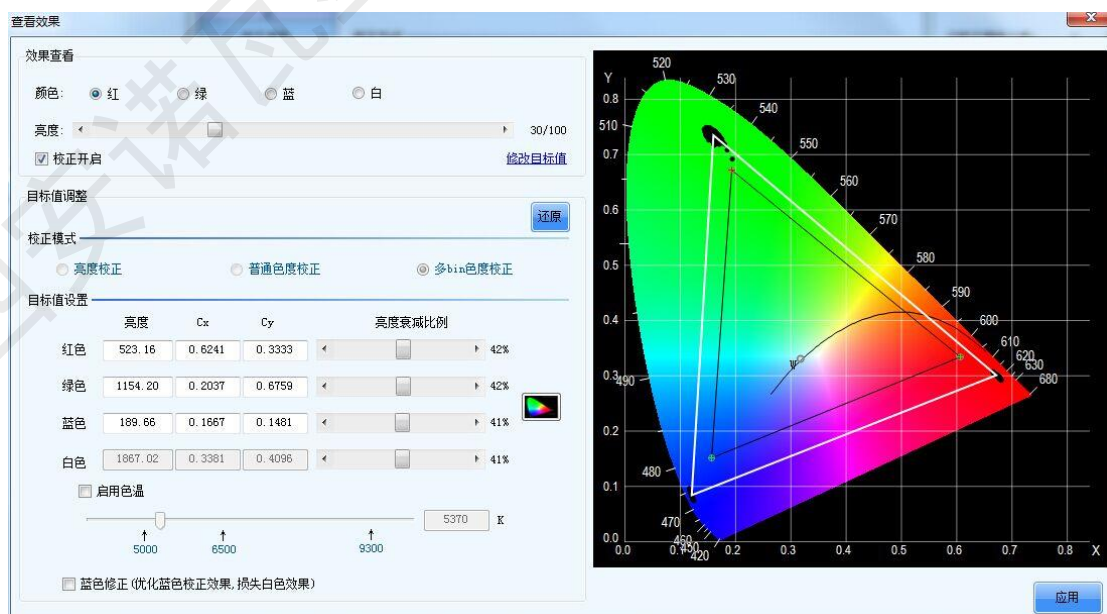 查看效果
效果查看
颜色: 红 绿 蓝 白
亮度: 30/100
校正开启 修改目标值
目标值调整
还原
校正模式
亮度校正 普通色度校正 多bin色度校正
目标值设置
亮度 Cx Cy 亮度衰减比例
红色 523.16 0.6241 0.3333 42%
绿色 1154.20 0.2037 0.6759 42%
蓝色 189.66 0.1667 0.1481 41%
白色 1867.02 0.3381 0.4096 41%
启用色温
5370 K
5000 6500 9300
蓝色修正(优化蓝色校正效果,损失白色效果)
Y
520
530
540
510
550
560
570
580
590
600
610
620
630
680
490
480
470
460
420
W
0.8
0.7
0.6
0.5
0.4
0.3
0.2
0.1
0.0
0.0 0.1 0.2 0.3 0.4 0.5 0.6 0.7 0.8 X
应用
西安诺瓦